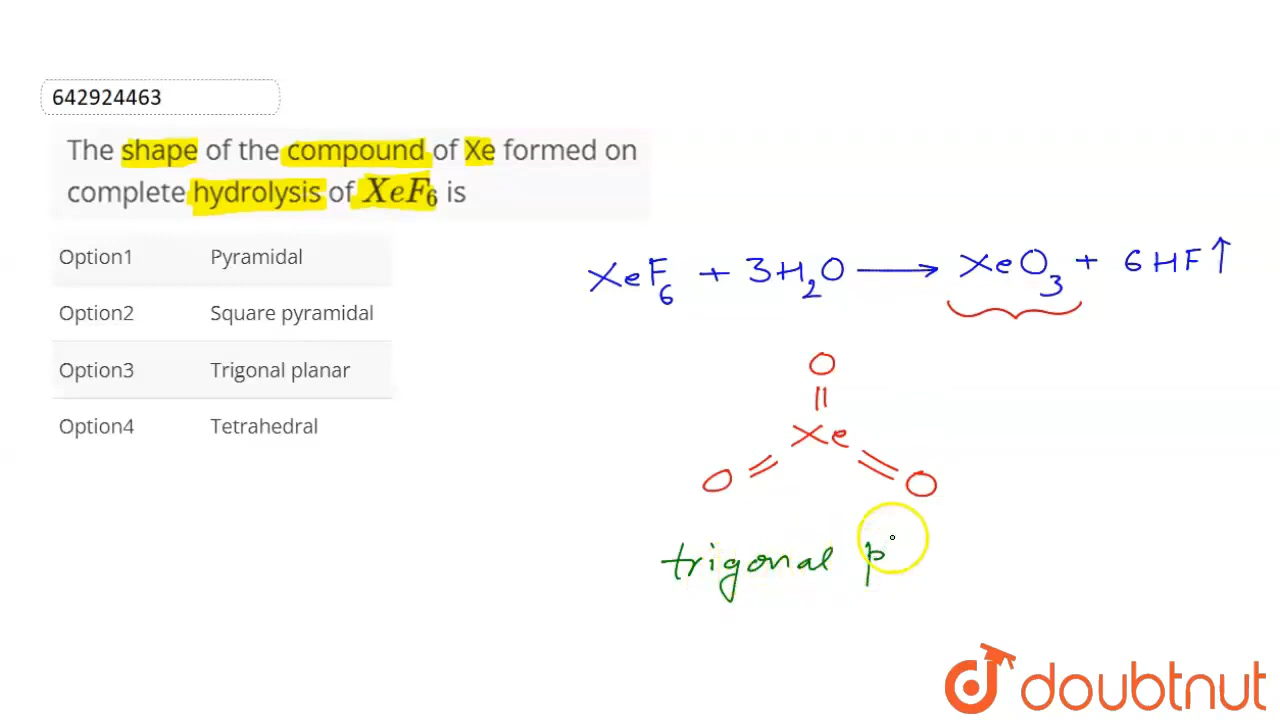 642924463
The shape of the compound of Xe formed on
complete hydrolysis of XeF₆ is
Option1 Pyramidal
Option2 Square pyramidal
Option3 Trigonal planar
Option4 Tetrahedral
XeF₆ + 3H₂O → XeO₃ + 6HF↑
O
||
Xe
O = = O
trigonal p
doubtnut